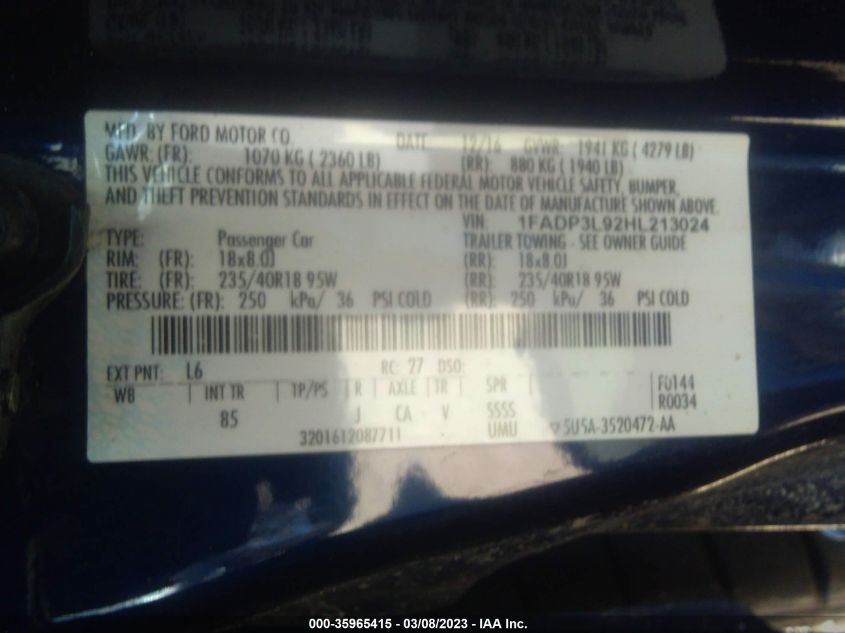 MFD. BY FORD MOTOR CO. DATE 12/16 GVWR: 1941 KG ( 4279 LB)
GAWR: (FR): 1070 KG ( 2360 LB) (RR): 880 KG ( 1940 LB)
THIS VEHICLE CONFORMS TO ALL APPLICABLE FEDERAL MOTOR VEHICLE SAFETY, BUMPER,
AND THEFT PREVENTION STANDARDS IN EFFECT ON THE DATE OF MANUFACTURE SHOWN ABOVE
VIN: 1FADP3L92HL213024
TYPE: Passenger Car TRAILER TOWING - SEE OWNER GUIDE
RIM: (FR): 18x8.0J (RR): 18x8.0J
TIRE: (FR): 235/40R18 95W (RR): 235/40R18 95W
PRESSURE: (FR): 250 kPa/ 36 PSI COLD (RR): 250 kPa/ 36 PSI COLD
EXT PNT: L6 RC: 27 DSO:
WB INT TR TP/PS R AXLE TR SPR F0144
85 J CA V SSSS R0034
3201612087711 UMU 5U5A-3520472-AA
000-35965415 - 03/08/2023 - IAA Inc.